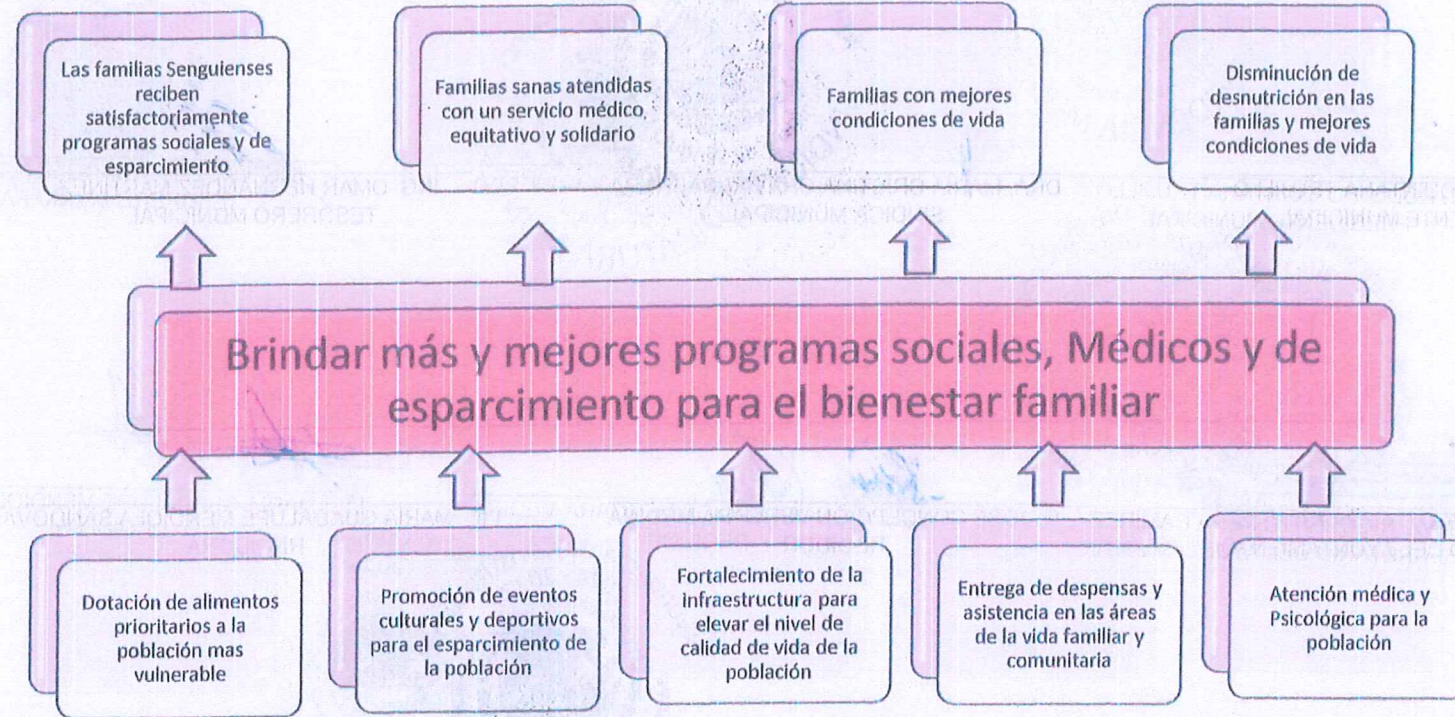 Las familias Senguienses
reciben
satisfactoriamente
programas sociales y de
esparcimiento
Familias sanas atendidas
con un servicio médico,
equitativo y solidario
Familias con mejores
condiciones de vida
Disminución de
desnutrición en las
familias y mejores
condiciones de vida
Brindar más y mejores programas sociales, Médicos y de
esparcimiento para el bienestar familiar
Dotación de alimentos
prioritarios a la
población mas
vulnerable
Promoción de eventos
culturales y deportivos
para el esparcimiento de
la población
Fortalecimiento de la
infraestructura para
elevar el nivel de
calidad de vida de la
población
Entrega de despensas y
asistencia en las áreas
de la vida familiar y
comunitaria
Atención médica y
Psicológica para la
población